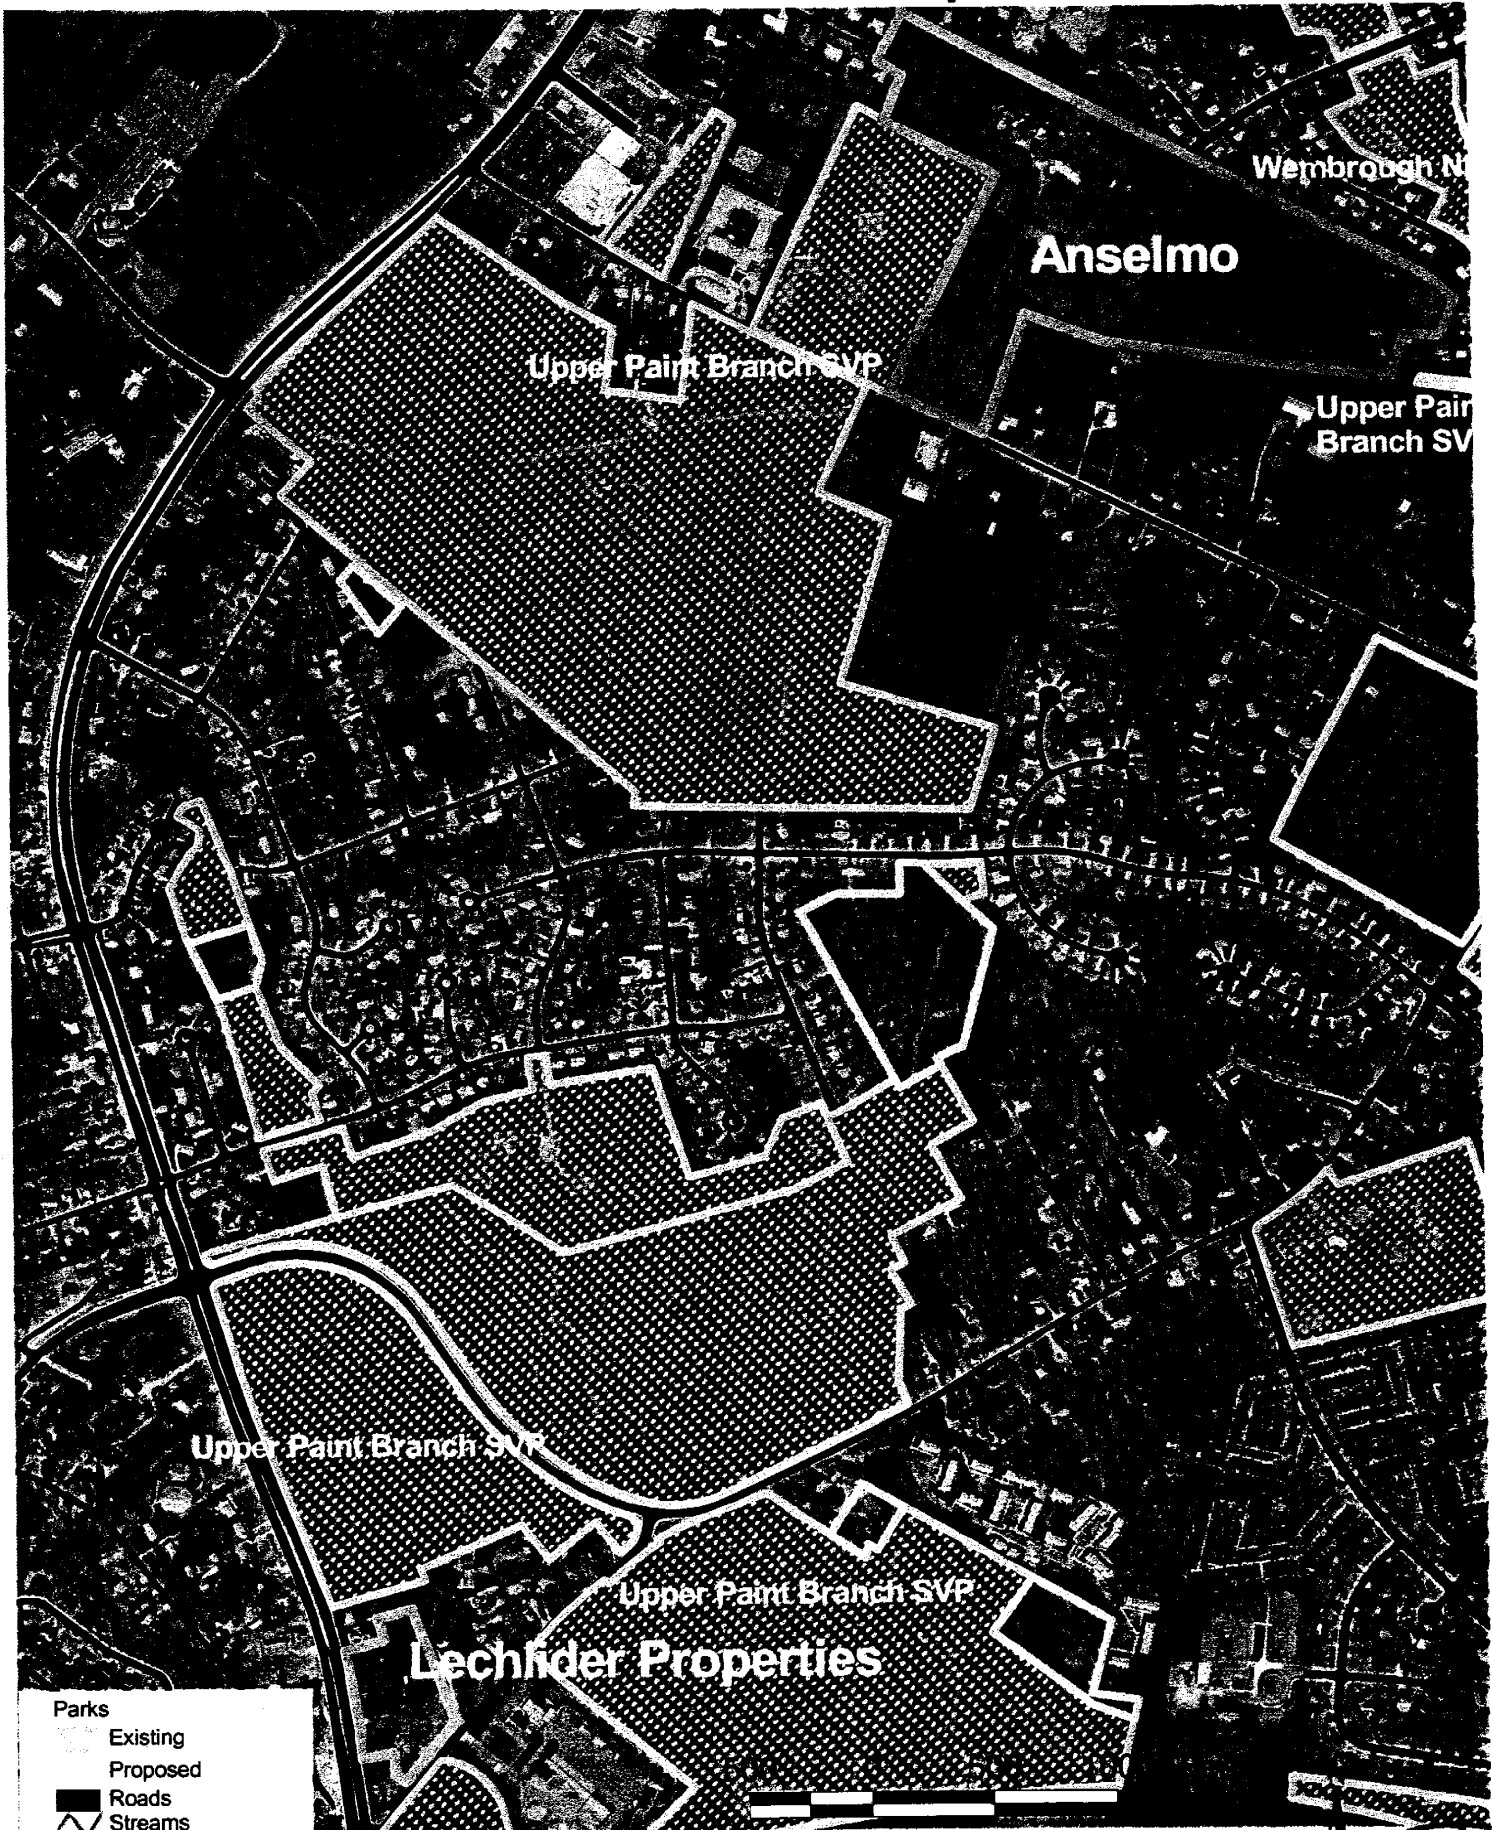 Wembrough N
Anselmo
Upper Paint Branch SVP
Upper Pain
Branch SV
Upper Paint Branch SVP
Upper Paint Branch SVP
Lechlider Properties
Parks
Existing
Proposed
Roads
Streams